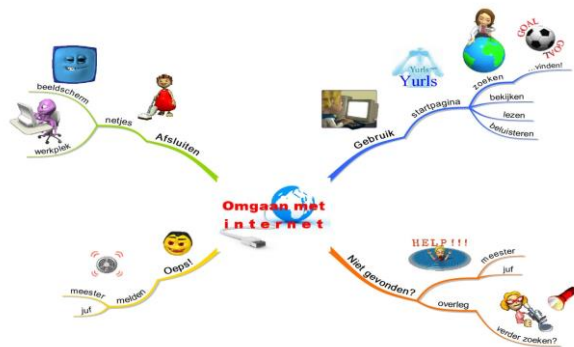 Omgaan met
internet
Gebruik
startpagina
Yurls
Yurls
zoeken
...vinden!
GOAL
GOAL
bekijken
lezen
beluisteren
Niet gevonden?
HELP!!!
meester
juf
overleg
verder zoeken?
Oeps!
melden
meester
juf
Afsluiten
netjes
beeldscherm
werkplek